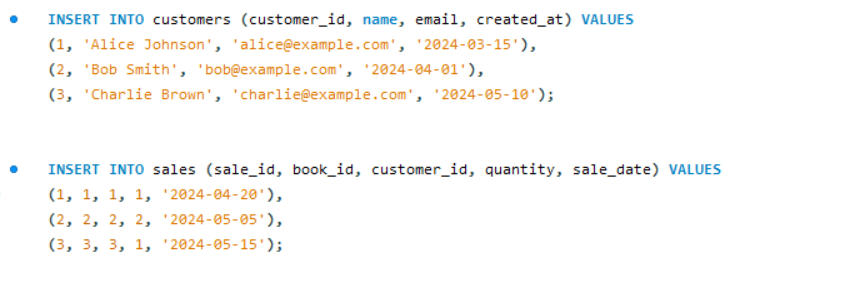 INSERT INTO customers (customer_id, name, email, created_at) VALUES
(1, 'Alice Johnson', 'alice@example.com', '2024-03-15'),
(2, 'Bob Smith', 'bob@example.com', '2024-04-01'),
(3, 'Charlie Brown', 'charlie@example.com', '2024-05-10');
INSERT INTO sales (sale_id, book_id, customer_id, quantity, sale_date) VALUES
(1, 1, 1, 1, '2024-04-20'),
(2, 2, 2, 2, '2024-05-05'),
(3, 3, 3, 1, '2024-05-15');